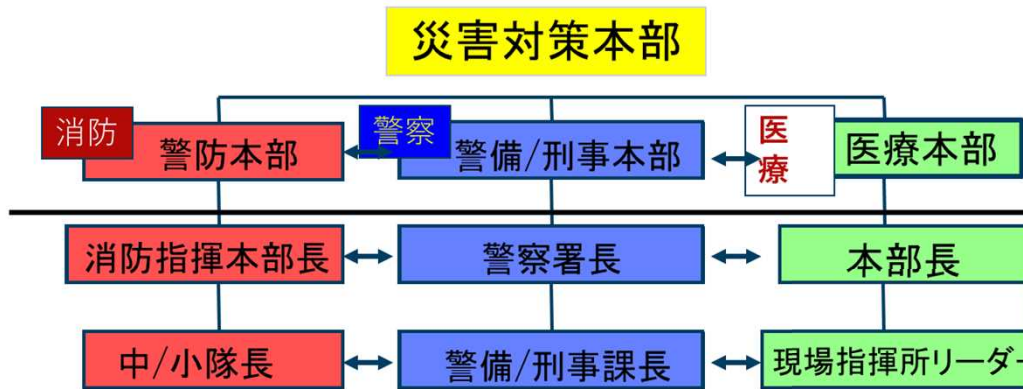 災害対策本部
消防
警防本部
警察
警備/刑事本部
医
療
医療本部
消防指揮本部長
警察署長
本部長
中/小隊長
警備/刑事課長
現場指揮所リーダー